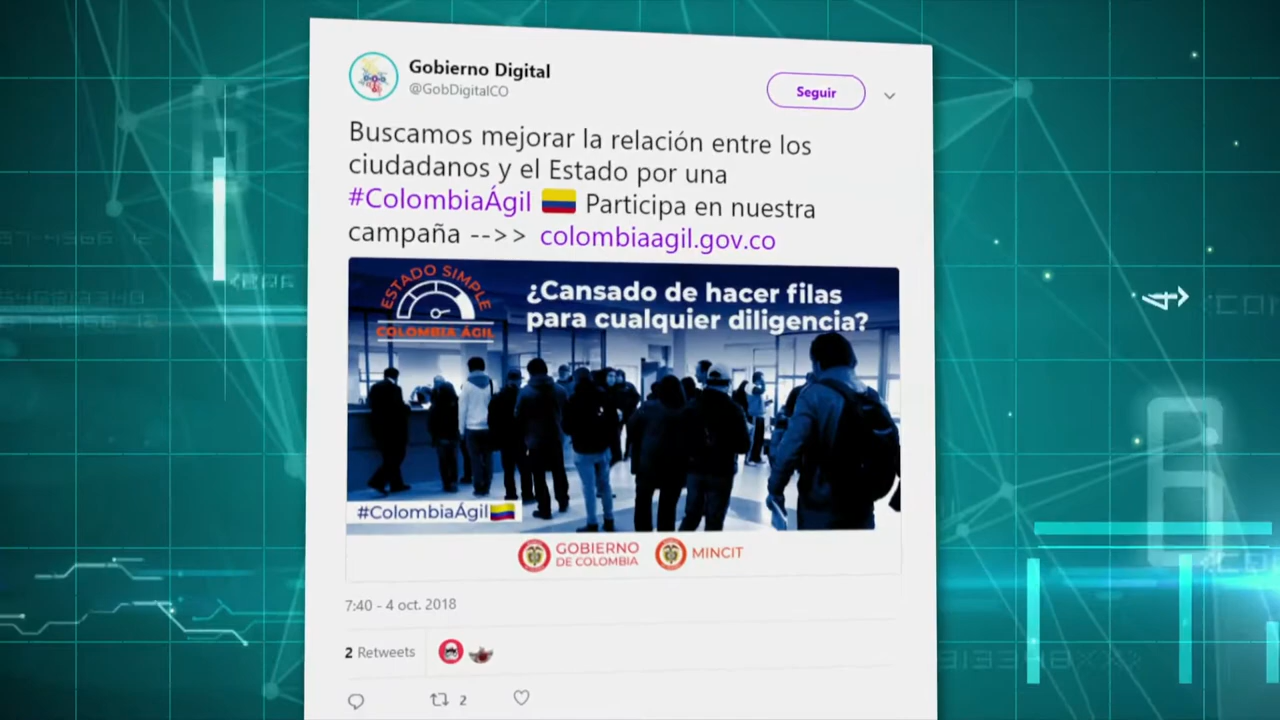 Gobierno Digital
@GobDigitalCO
Seguir
Buscamos mejorar la relación entre los
ciudadanos y el Estado por una
#ColombiaÁgil 🇨🇴 Participa en nuestra
campaña -->> colombiaagil.gov.co
ESTADO SIMPLE
COLOMBIA ÁGIL
¿Cansado de hacer filas
para cualquier diligencia?
#ColombiaÁgil
GOBIERNO
DE COLOMBIA
MINCIT
7:40 - 4 oct. 2018
2 Retweets
2
6